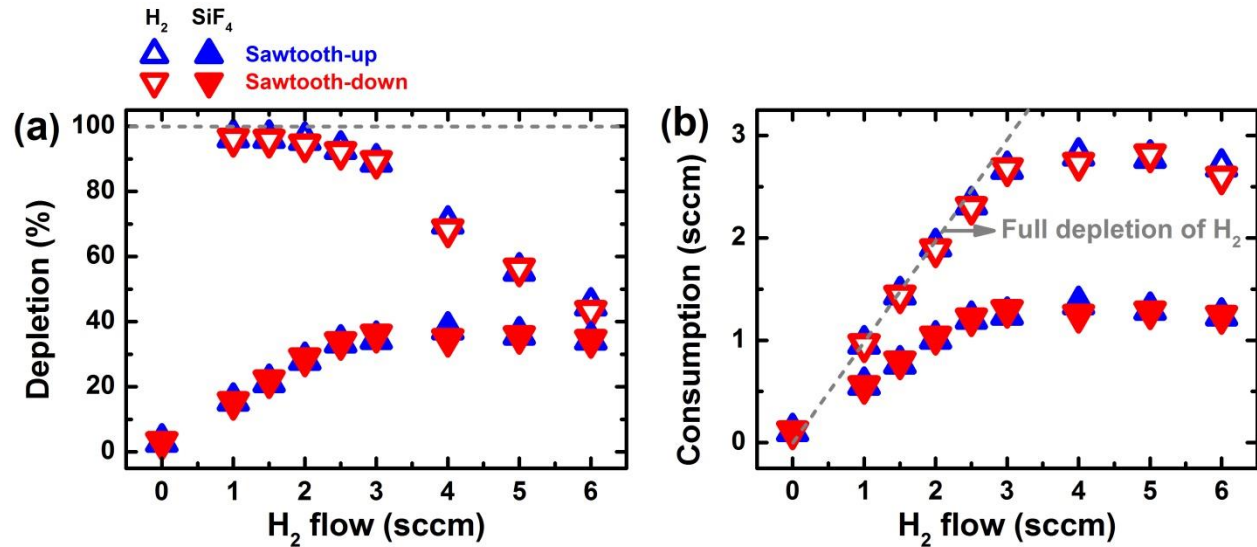 H₂ SiF₄
Sawtooth-up
Sawtooth-down
(a)
100
80
60
40
20
0
Depletion (%)
0 1 2 3 4 5 6
H₂ flow (sccm)
(b)
3
2
1
0
Consumption (sccm)
Full depletion of H₂
0 1 2 3 4 5 6
H₂ flow (sccm)